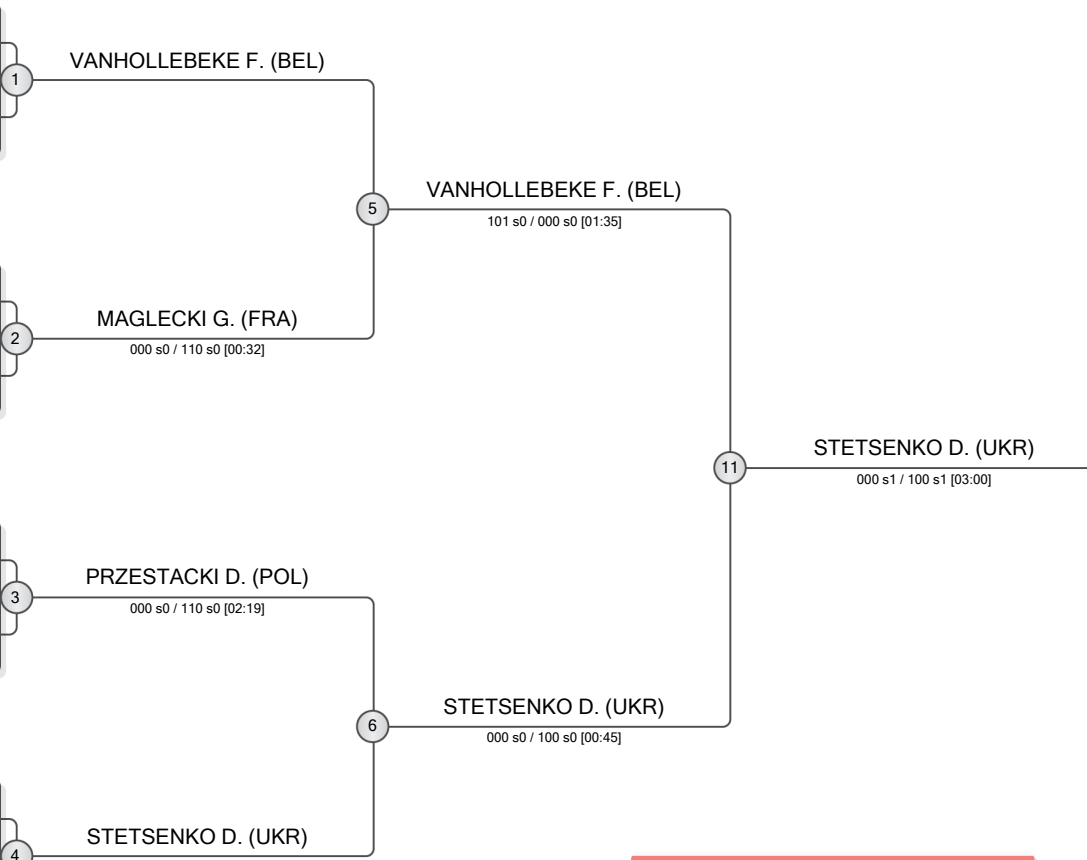 VANHOLLEBEKE F. (BEL)
1
VANHOLLEBEKE F. (BEL)
5
101 s0 / 000 s0 [01:35]
MAGLECKI G. (FRA)
2
000 s0 / 110 s0 [00:32]
STETSENKO D. (UKR)
11
000 s1 / 100 s1 [03:00]
PRZESTACKI D. (POL)
3
000 s0 / 110 s0 [02:19]
STETSENKO D. (UKR)
6
000 s0 / 100 s0 [00:45]
STETSENKO D. (UKR)
4